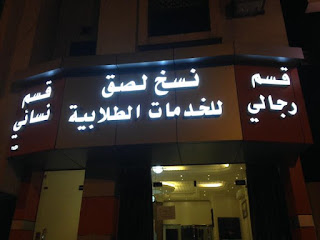 قسم رجالي
نسخ لصق
للخدمات الطلابية
قسم نسائي